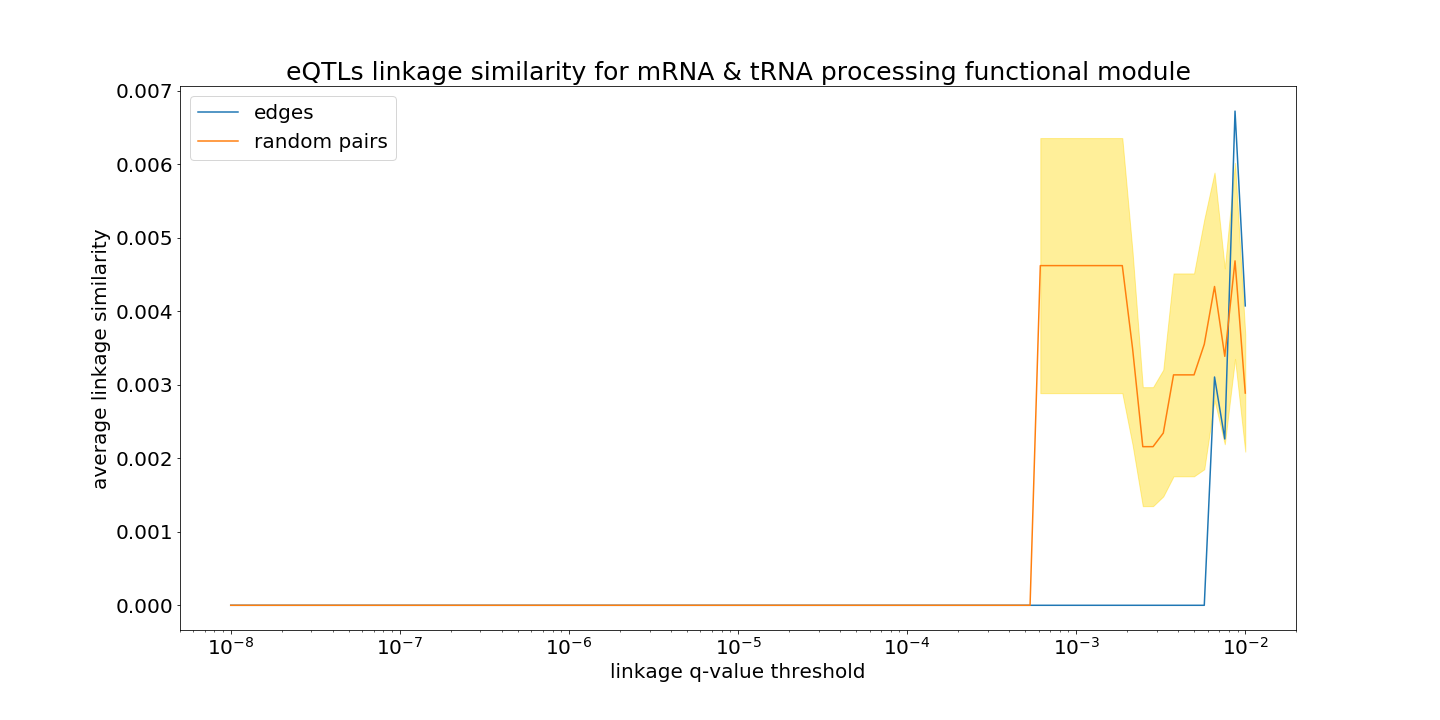 eQTLs linkage similarity for mRNA & tRNA processing functional module
edges
random pairs
average linkage similarity
0.007
0.006
0.005
0.004
0.003
0.002
0.001
0.000
10⁻⁸ 10⁻⁷ 10⁻⁶ 10⁻⁵ 10⁻⁴ 10⁻³ 10⁻²
linkage q-value threshold